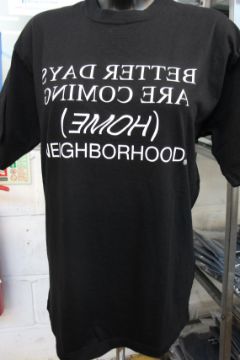 BETTER DAYS
ARE COMING
(HOME)
NEIGHBORHOOD®